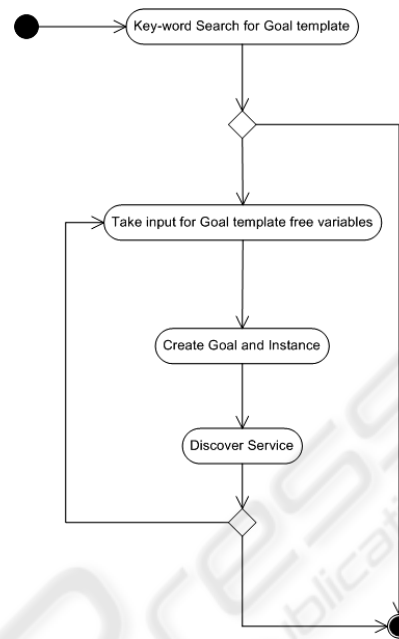 Key-word Search for Goal template
Take input for Goal template free variables
Create Goal and Instance
Discover Service